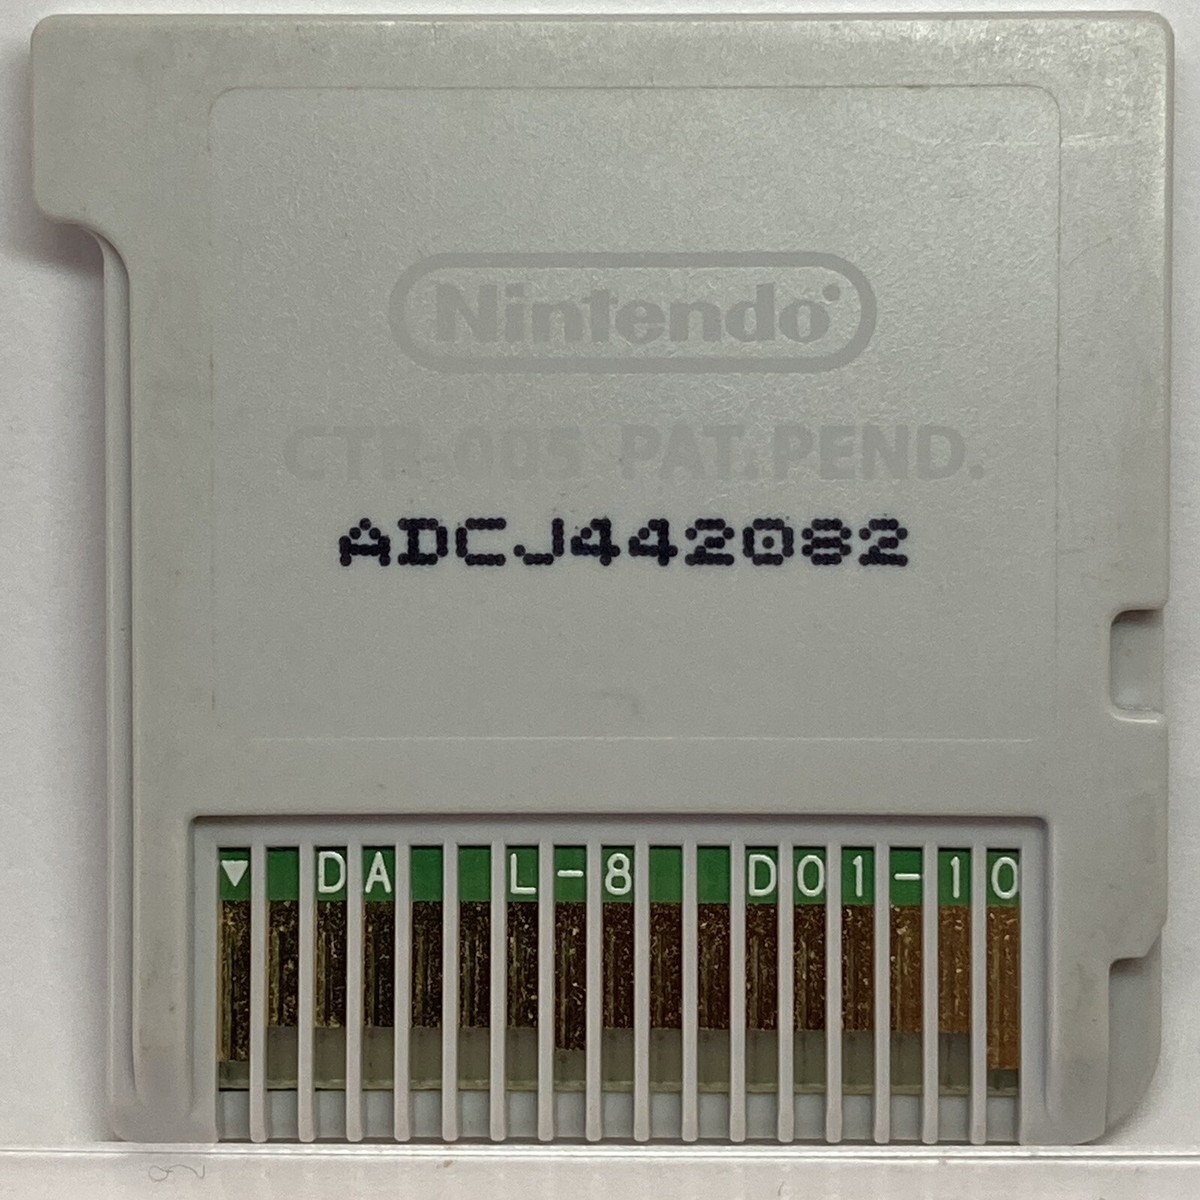 Nintendo
CTR-005 PAT.PEND.
ADCJ442082
▼ DA L-8 D01-10